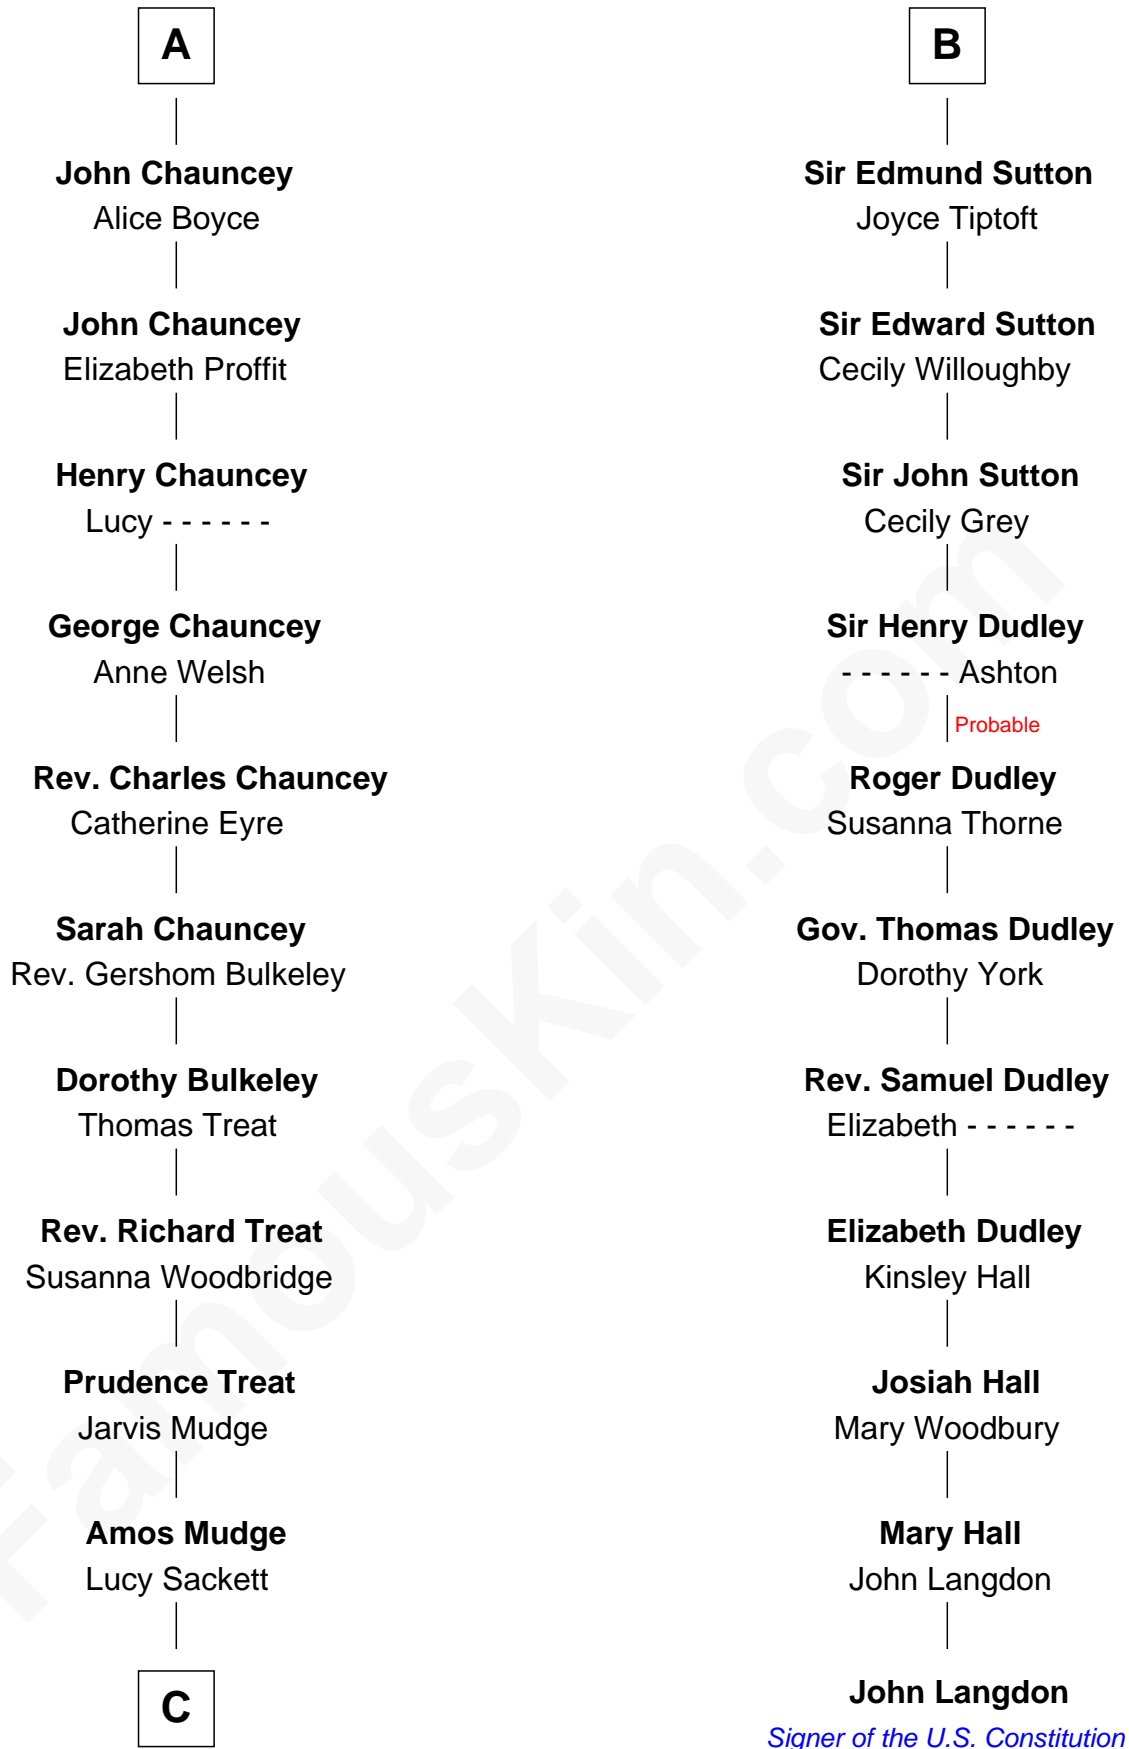 A
John Chauncey
Alice Boyce
John Chauncey
Elizabeth Proffit
Henry Chauncey
Lucy - - - - - -
George Chauncey
Anne Welsh
Rev. Charles Chauncey
Catherine Eyre
Sarah Chauncey
Rev. Gershom Bulkeley
Dorothy Bulkeley
Thomas Treat
Rev. Richard Treat
Susanna Woodbridge
Prudence Treat
Jarvis Mudge
Amos Mudge
Lucy Sackett
C
B
Sir Edmund Sutton
Joyce Tiptoft
Sir Edward Sutton
Cecily Willoughby
Sir John Sutton
Cecily Grey
Sir Henry Dudley
- - - - - - Ashton
Probable
Roger Dudley
Susanna Thorne
Gov. Thomas Dudley
Dorothy York
Rev. Samuel Dudley
Elizabeth - - - - - -
Elizabeth Dudley
Kinsley Hall
Josiah Hall
Mary Woodbury
Mary Hall
John Langdon
John Langdon
Signer of the U.S. Constitution
FamousKin.com